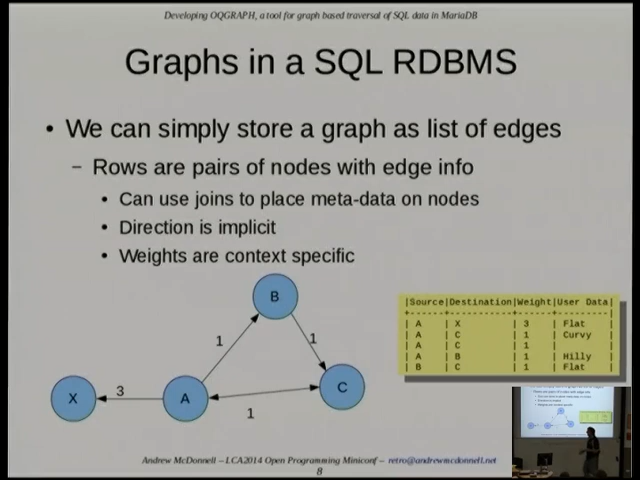 Developing OQGRAPH, a tool for graph based traversal of SQL data in MariaDB
Graphs in a SQL RDBMS
• We can simply store a graph as list of edges
– Rows are pairs of nodes with edge info
• Can use joins to place meta-data on nodes
• Direction is implicit
• Weights are context specific
B
1
1
|Source|Destination|Weight|User Data|
+------+-----------+------+---------+
| A | X | 3 | Flat
| A | C | 1 | Curvy
| A | C | 1 |
| A | B | 1 | Hilly
| B | C | 1 | Flat
X
3
A
C
1
Andrew McDonnell – LCA2014 Open Programming Miniconf – retro@andrewmcdonnell.net
8